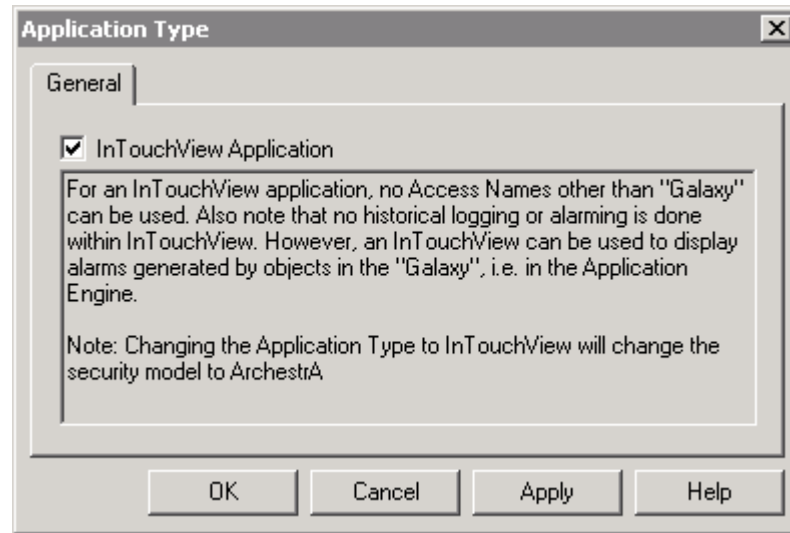 Application Type
General
InTouchView Application
For an InTouchView application, no Access Names other than "Galaxy"
can be used. Also note that no historical logging or alarming is done
within InTouchView. However, an InTouchView can be used to display
alarms generated by objects in the "Galaxy", i.e. in the Application
Engine.
Note: Changing the Application Type to InTouchView will change the
security model to ArchestrA
OK Cancel Apply Help